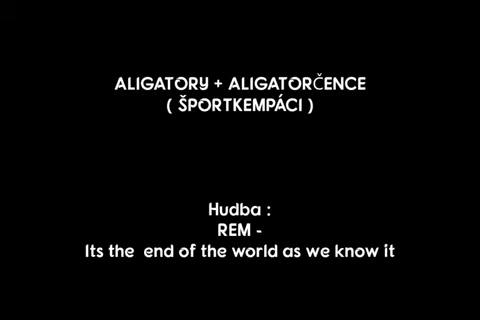 ALIGATORY + ALIGATORČENCE
( ŠPORTKEMPÁCI )
Hudba :
REM -
Its the end of the world as we know it